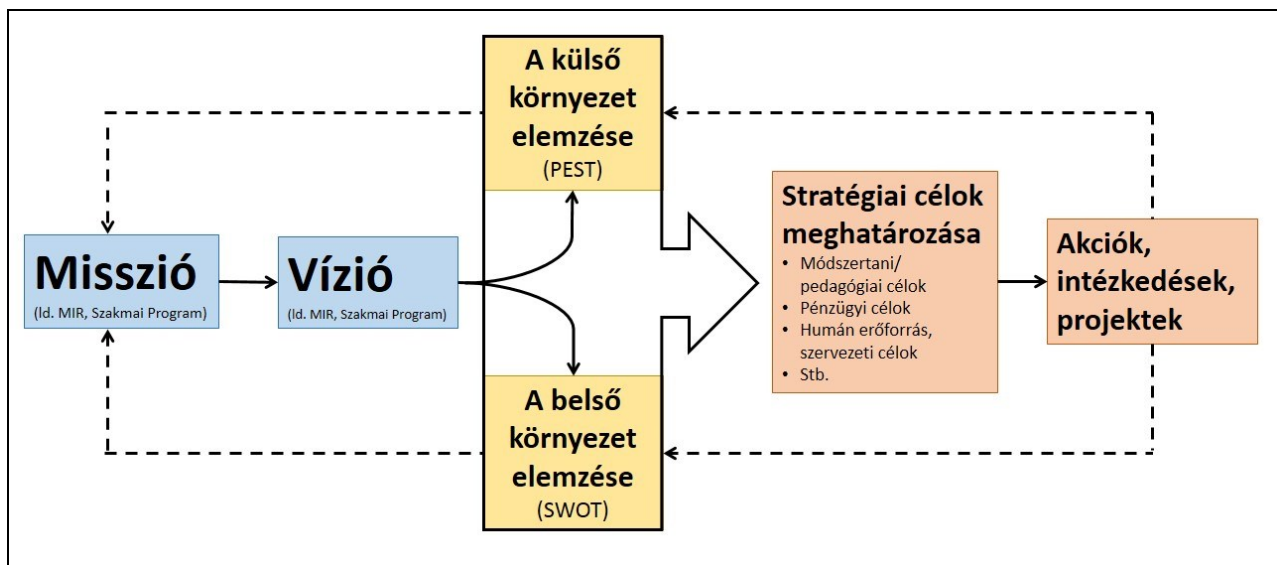 Misszió
(ld. MIR, Szakmai Program)
Vízió
(ld. MIR, Szakmai Program)
A külső
környezet
elemzése
(PEST)
A belső
környezet
elemzése
(SWOT)
Stratégiai célok
meghatározása
• Módszertani/
pedagógiai célok
• Pénzügyi célok
• Humán erőforrás,
szervezeti célok
• Stb.
Akciók,
intézkedések,
projektek